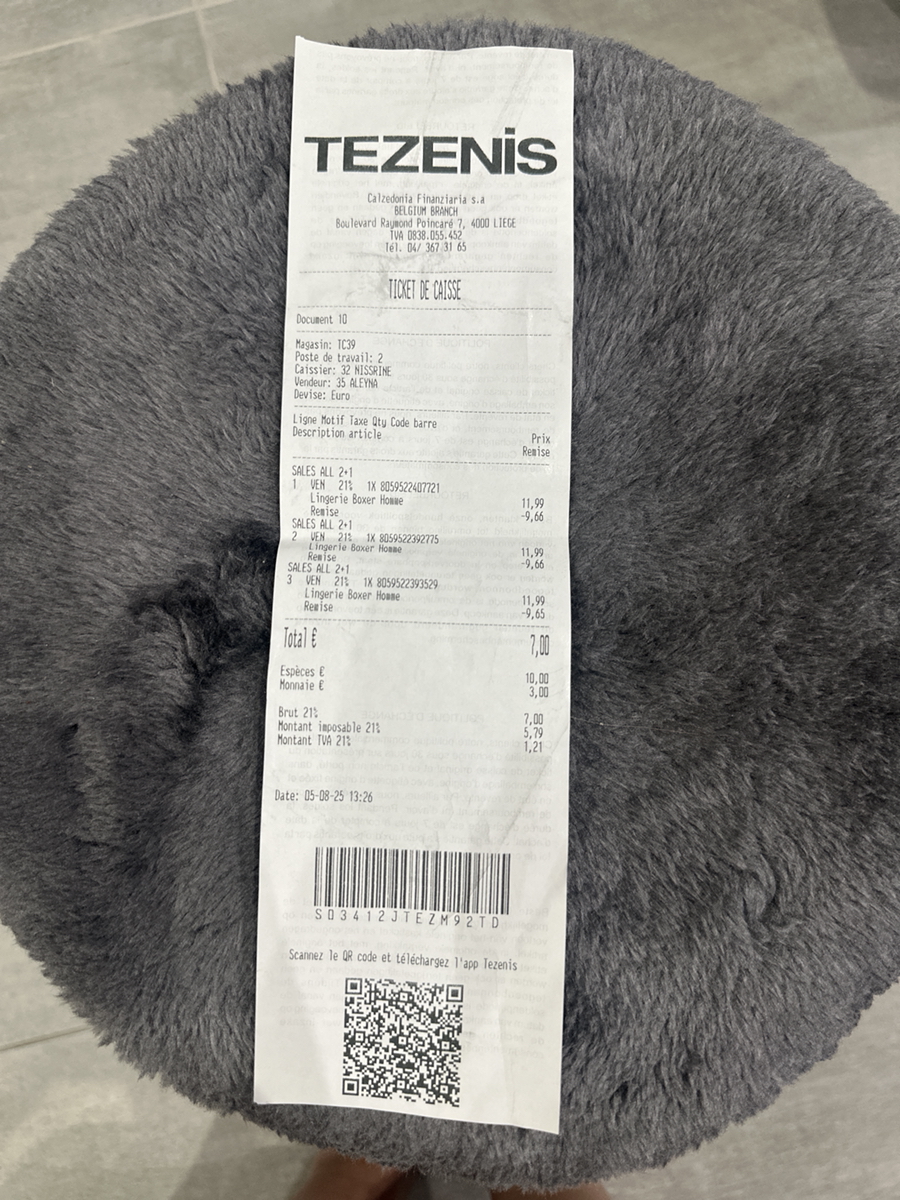 TEZENIS
Calzedonia Finanziaria s.a
BELGIUM BRANCH
Boulevard Raymond Poincaré 7, 4000 LIEGE
TVA 0838.055.452
Tél. 04/ 367 31 65
TICKET DE CAISSE
Document 10
Magasin: TC39
Poste de travail: 2
Caissier: 32 NISSRINE
Vendeur: 35 ALEYNA
Devise: Euro
Ligne Motif Taxe Qty Code barre
Description article Prix
Remise
SALES ALL 2+1
1 VEN 21% 1X 8059522407721
Lingerie Boxer Homme 11,99
Remise -9,66
SALES ALL 2+1
2 VEN 21% 1X 8059522392775
Lingerie Boxer Homme 11,99
Remise -9,66
SALES ALL 2+1
3 VEN 21% 1X 8059522393529
Lingerie Boxer Homme 11,99
Remise -9,65
Total € 7,00
Espèces € 10,00
Monnaie € 3,00
Brut 21% 7,00
Montant imposable 21% 5,79
Montant TVA 21% 1,21
Date: 05-08-25 13:26
S03412JTEZM92TD
Scannez le QR code et téléchargez l'app Tezenis